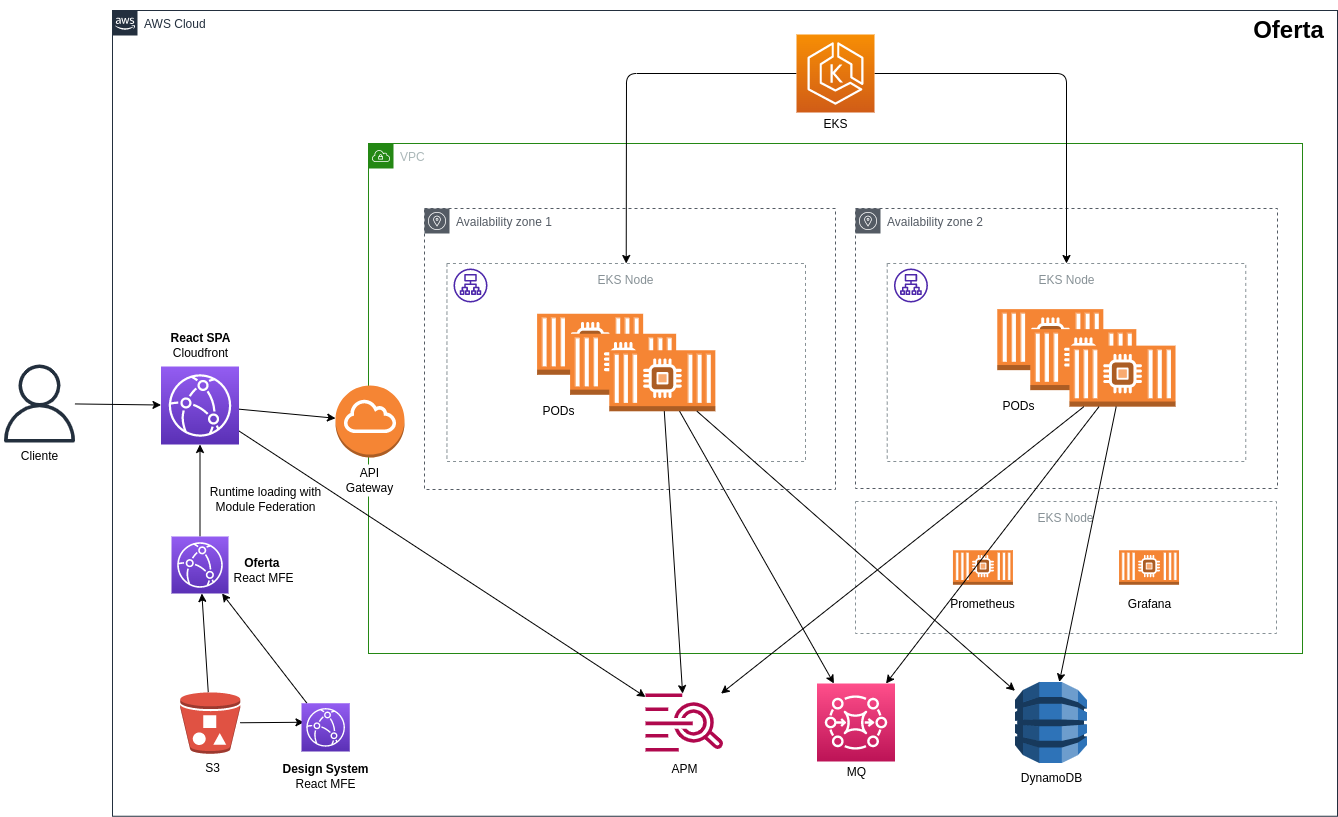 aws
AWS Cloud
Oferta
EKS
VPC
Availability zone 1
Availability zone 2
EKS Node
EKS Node
React SPA
Cloudfront
PODs
PODs
Cliente
API
Gateway
Runtime loading with
Module Federation
EKS Node
Oferta
React MFE
Prometheus
Grafana
S3
Design System
React MFE
APM
MQ
DynamoDB